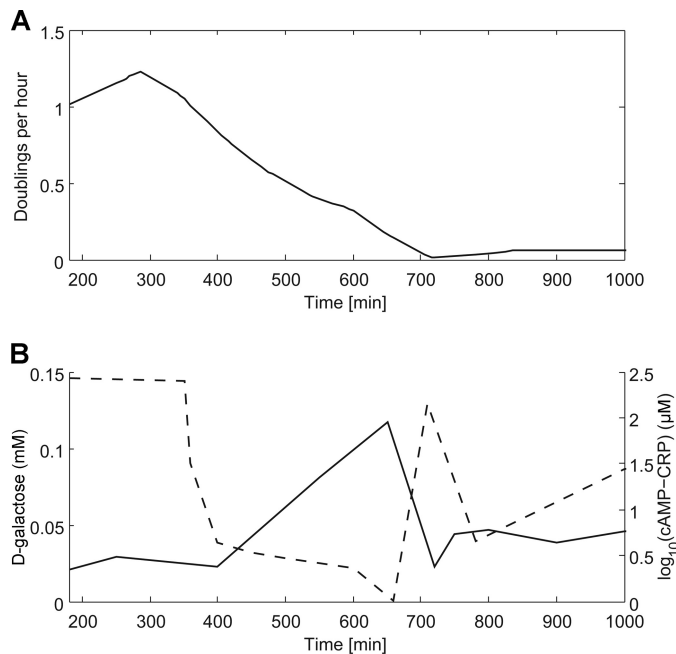 A
1.5
1
0.5
0
Doublings per hour
200 300 400 500 600 700 800 900 1000
Time [min]
B
0.15
0.1
0.05
0
D-galactose (mM)
2.5
2
1.5
1
0.5
0
log10(cAMP−CRP) (µM)
200 300 400 500 600 700 800 900 1000
Time [min]